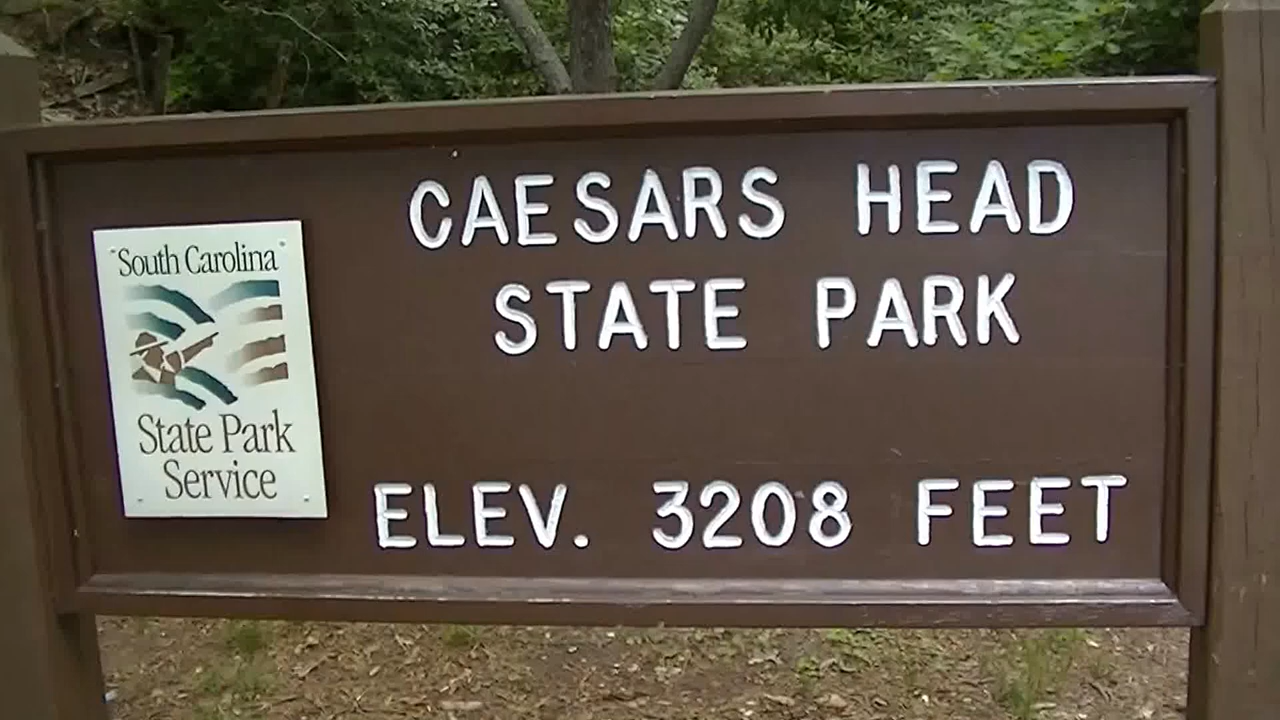 CAESARS HEAD
STATE PARK
ELEV. 3208 FEET
South Carolina
State Park
Service